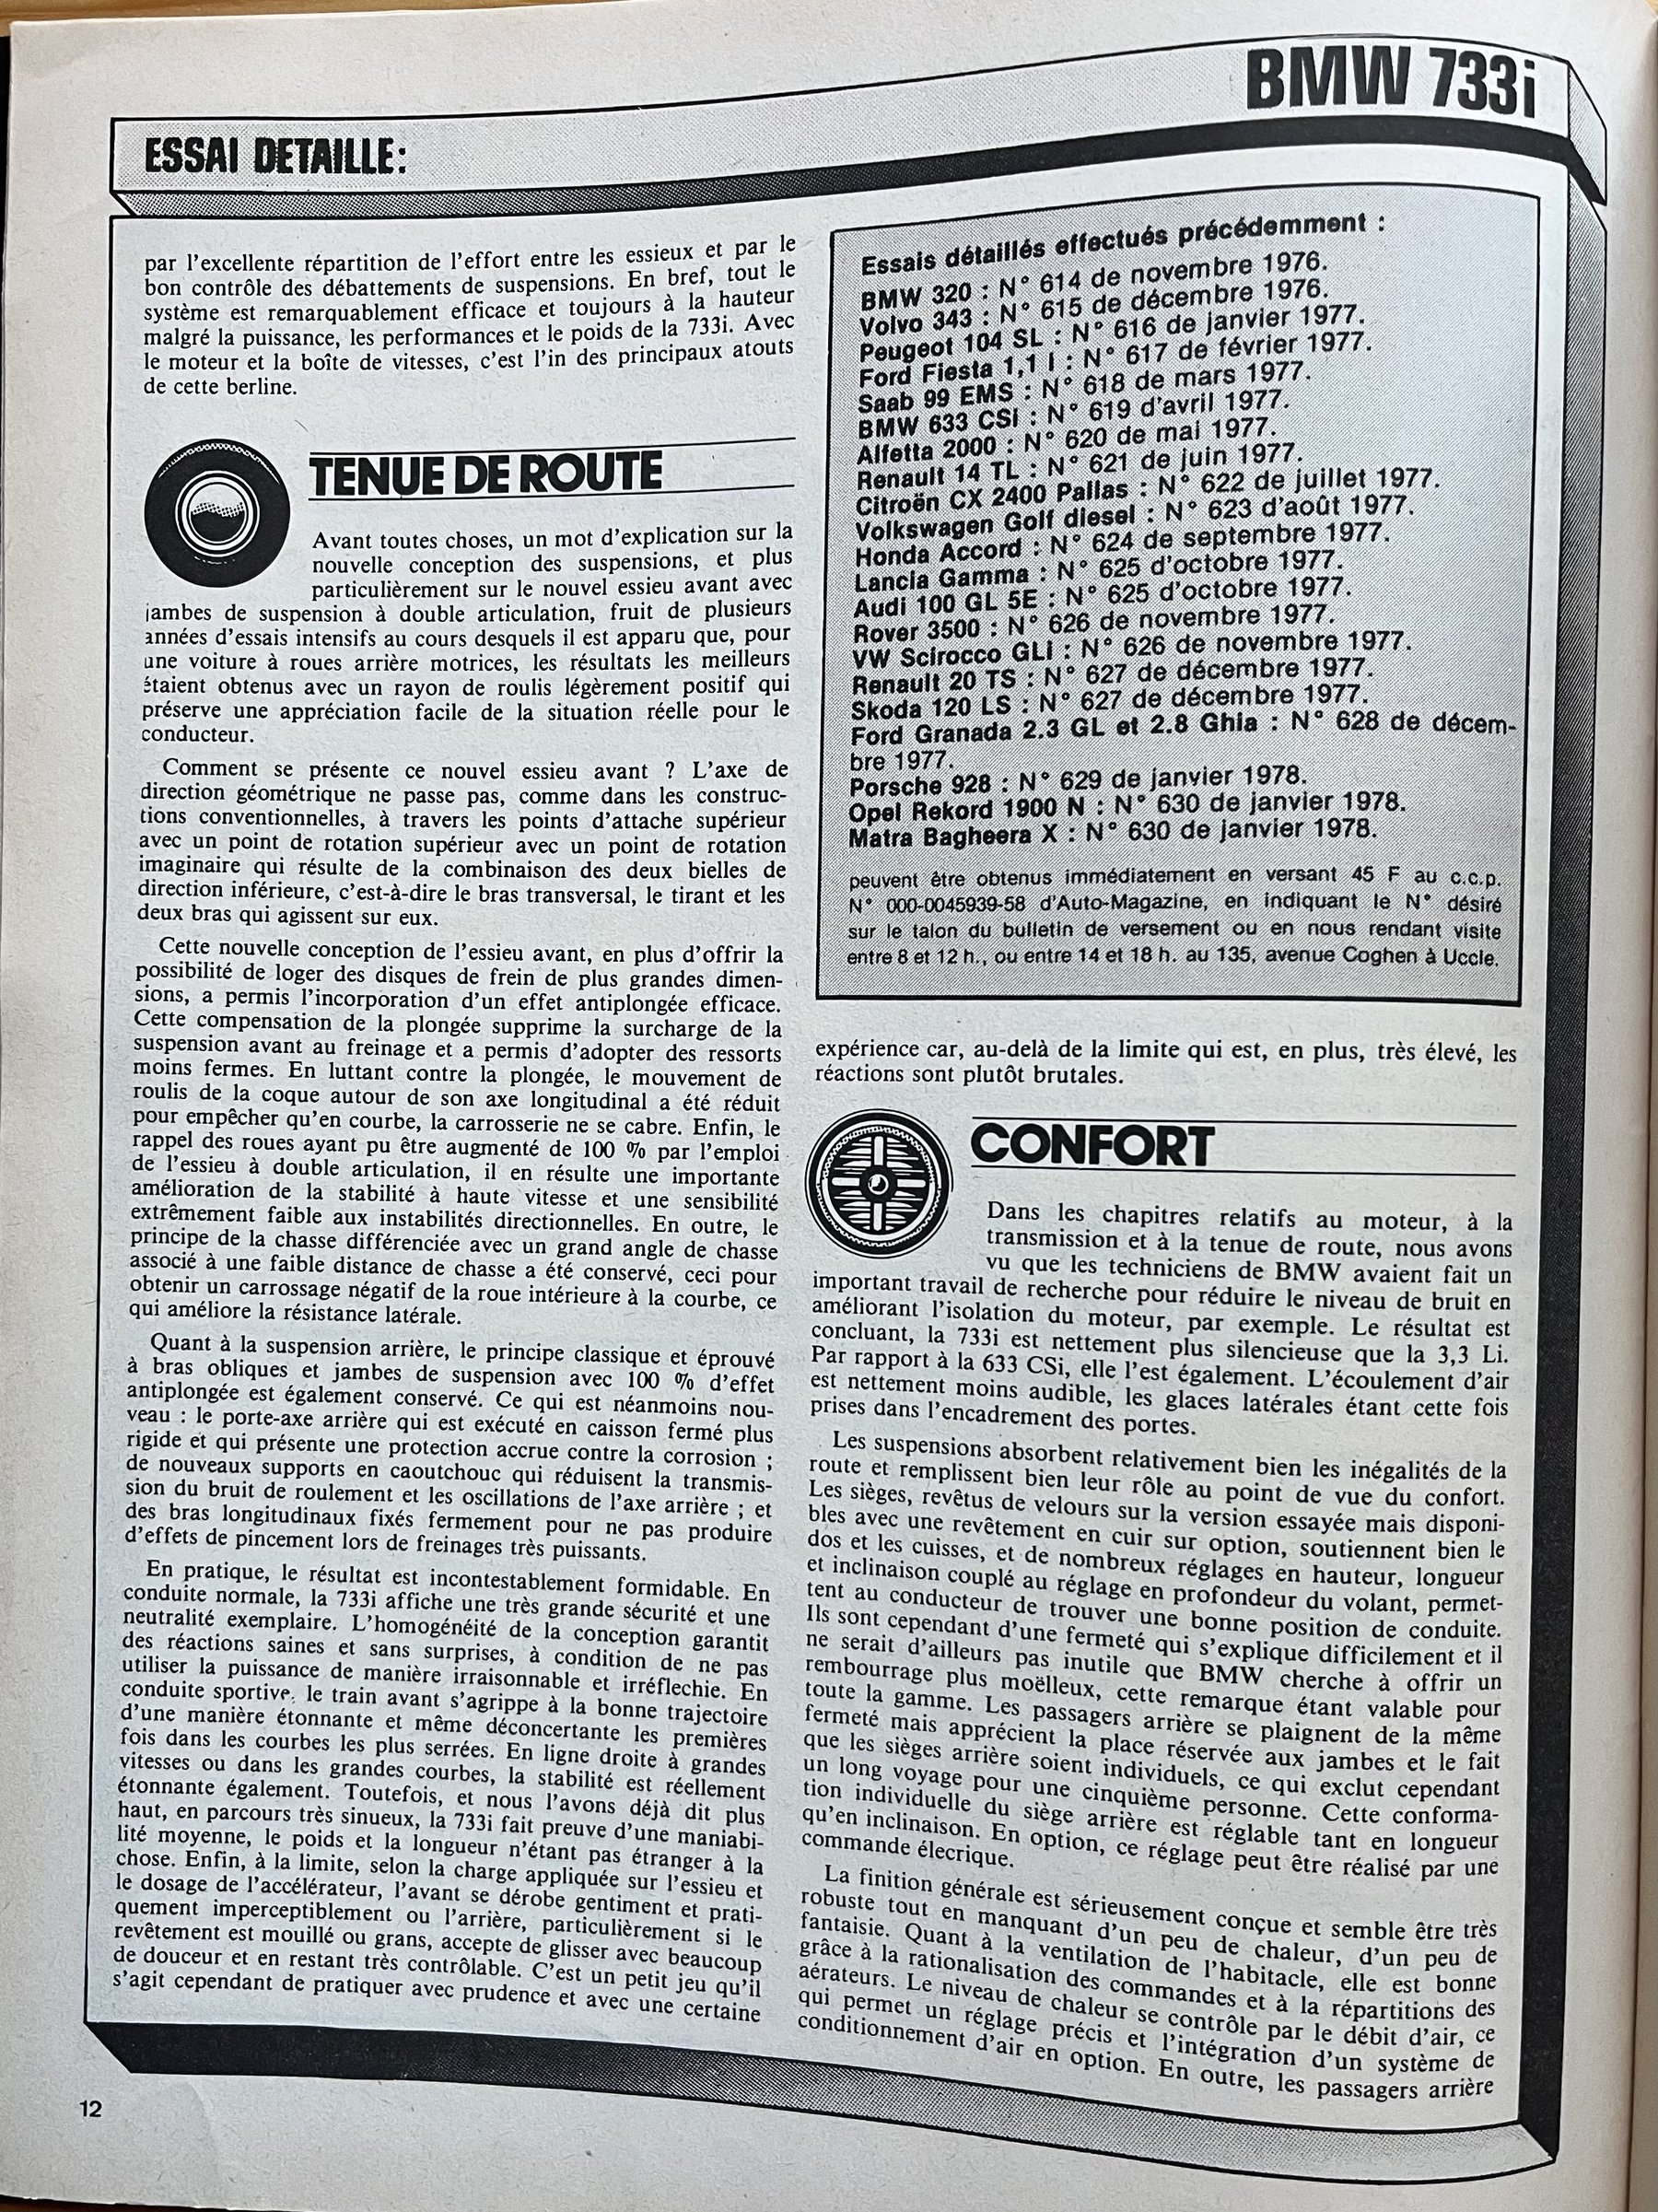 BMW 733i
ESSAI DETAILLE:
par l'excellente répartition de l'effort entre les essieux et par le
bon contrôle des débattements de suspensions. En bref, tout le
système est remarquablement efficace et toujours à la hauteur
malgré la puissance, les performances et le poids de la 733i. Avec
le moteur et la boîte de vitesses, c'est l'in des principaux atouts
de cette berline.
TENUE DE ROUTE
Avant toutes choses, un mot d'explication sur la
nouvelle conception des suspensions, et plus
particulièrement sur le nouvel essieu avant avec
jambes de suspension à double articulation, fruit de plusieurs
années d'essais intensifs au cours desquels il est apparu que, pour
une voiture à roues arrière motrices, les résultats les meilleurs
étaient obtenus avec un rayon de roulis légèrement positif qui
préserve une appréciation facile de la situation réelle pour le
conducteur.
Comment se présente ce nouvel essieu avant ? L'axe de
direction géométrique ne passe pas, comme dans les construc-
tions conventionnelles, à travers les points d'attache supérieur
avec un point de rotation supérieur avec un point de rotation
imaginaire qui résulte de la combinaison des deux bielles de
direction inférieure, c'est-à-dire le bras transversal, le tirant et les
deux bras qui agissent sur eux.
Cette nouvelle conception de l'essieu avant, en plus d'offrir la
possibilité de loger des disques de frein de plus grandes dimen-
sions, a permis l'incorporation d'un effet antiplongée efficace.
Cette compensation de la plongée supprime la surcharge de la
suspension avant au freinage et a permis d'adopter des ressorts
moins fermes. En luttant contre la plongée, le mouvement de
roulis de la coque autour de son axe longitudinal a été réduit
pour empêcher qu'en courbe, la carrosserie ne se cabre. Enfin, le
rappel des roues ayant pu être augmenté de 100 % par l'emploi
de l'essieu à double articulation, il en résulte une importante
amélioration de la stabilité à haute vitesse et une sensibilité
extrêmement faible aux instabilités directionnelles. En outre, le
principe de la chasse différenciée avec un grand angle de chasse
associé à une faible distance de chasse a été conservé, ceci pour
obtenir un carrossage négatif de la roue intérieure à la courbe, ce
qui améliore la résistance latérale.
Quant à la suspension arrière, le principe classique et éprouvé
à bras obliques et jambes de suspension avec 100 % d'effet
antiplongée est également conservé. Ce qui est néanmoins nou-
veau : le porte-axe arrière qui est exécuté en caisson fermé plus
rigide et qui présente une protection accrue contre la corrosion ;
de nouveaux supports en caoutchouc qui réduisent la transmis-
sion du bruit de roulement et les oscillations de l'axe arrière ; et
des bras longitudinaux fixés fermement pour ne pas produire
d'effets de pincement lors de freinages très puissants.
En pratique, le résultat est incontestablement formidable. En
conduite normale, la 733i affiche une très grande sécurité et une
neutralité exemplaire. L'homogénéité de la conception garantit
des réactions saines et sans surprises, à condition de ne pas
utiliser la puissance de manière irraisonnable et irréflechie. En
conduite sportive, le train avant s'agrippe à la bonne trajectoire
d'une manière étonnante et même déconcertante les premières
fois dans les courbes les plus serrées. En ligne droite à grandes
vitesses ou dans les grandes courbes, la stabilité est réellement
étonnante également. Toutefois, et nous l'avons déjà dit plus
haut, en parcours très sinueux, la 733i fait preuve d'une maniabi-
lité moyenne, le poids et la longueur n'étant pas étranger à la
chose. Enfin, à la limite, selon la charge appliquée sur l'essieu et
le dosage de l'accélérateur, l'avant se dérobe gentiment et prati-
quement imperceptiblement ou l'arrière, particulièrement si le
revêtement est mouillé ou grans, accepte de glisser avec beaucoup
de douceur et en restant très contrôlable. C'est un petit jeu qu'il
s'agit cependant de pratiquer avec prudence et avec une certaine
Essais détaillés effectués précédemment :
BMW 320 : N° 614 de novembre 1976.
Volvo 343 : N° 615 de décembre 1976.
Peugeot 104 SL : N° 616 de janvier 1977.
Ford Fiesta 1,1 l : N° 617 de février 1977.
Saab 99 EMS : N° 618 de mars 1977.
BMW 633 CSi : N° 619 d'avril 1977.
Alfetta 2000 : N° 620 de mai 1977.
Renault 14 TL : N° 621 de juin 1977.
Citroën CX 2400 Pallas : N° 622 de juillet 1977.
Volkswagen Golf diesel : N° 623 d'août 1977.
Honda Accord : N° 624 de septembre 1977.
Lancia Gamma : N° 625 d'octobre 1977.
Audi 100 GL 5E : N° 625 d'octobre 1977.
Rover 3500 : N° 626 de novembre 1977.
VW Scirocco GLi : N° 626 de novembre 1977.
Renault 20 TS : N° 627 de décembre 1977.
Skoda 120 LS : N° 627 de décembre 1977.
Ford Granada 2.3 GL et 2.8 Ghia : N° 628 de décem-
bre 1977.
Porsche 928 : N° 629 de janvier 1978.
Opel Rekord 1900 N : N° 630 de janvier 1978.
Matra Bagheera X : N° 630 de janvier 1978.
peuvent être obtenus immédiatement en versant 45 F au c.c.p.
N° 000-0045939-58 d'Auto-Magazine, en indiquant le N° désiré
sur le talon du bulletin de versement ou en nous rendant visite
entre 8 et 12 h., ou entre 14 et 18 h. au 135, avenue Coghen à Uccle.
expérience car, au-delà de la limite qui est, en plus, très élevé, les
réactions sont plutôt brutales.
CONFORT
Dans les chapitres relatifs au moteur, à la
transmission et à la tenue de route, nous avons
vu que les techniciens de BMW avaient fait un
important travail de recherche pour réduire le niveau de bruit en
améliorant l'isolation du moteur, par exemple. Le résultat est
concluant, la 733i est nettement plus silencieuse que la 3,3 Li.
Par rapport à la 633 CSi, elle l'est également. L'écoulement d'air
est nettement moins audible, les glaces latérales étant cette fois
prises dans l'encadrement des portes.
Les suspensions absorbent relativement bien les inégalités de la
route et remplissent bien leur rôle au point de vue du confort.
Les sièges, revêtus de velours sur la version essayée mais disponi-
bles avec une revêtement en cuir sur option, soutiennent bien le
dos et les cuisses, et de nombreux réglages en hauteur, longueur
et inclinaison couplé au réglage en profondeur du volant, permet-
tent au conducteur de trouver une bonne position de conduite.
Ils sont cependant d'une fermeté qui s'explique difficilement et il
ne serait d'ailleurs pas inutile que BMW cherche à offrir un
rembourrage plus moëlleux, cette remarque étant valable pour
toute la gamme. Les passagers arrière se plaignent de la même
fermeté mais apprécient la place réservée aux jambes et le fait
que les sièges arrière soient individuels, ce qui exclut cependant
un long voyage pour une cinquième personne. Cette conforma-
tion individuelle du siège arrière est réglable tant en longueur
qu'en inclinaison. En option, ce réglage peut être réalisé par une
commande élecrique.
La finition générale est sérieusement conçue et semble être très
robuste tout en manquant d'un peu de chaleur, d'un peu de
fantaisie. Quant à la ventilation de l'habitacle, elle est bonne
grâce à la rationalisation des commandes et à la répartitions des
aérateurs. Le niveau de chaleur se contrôle par le débit d'air, ce
qui permet un réglage précis et l'intégration d'un système de
conditionnement d'air en option. En outre, les passagers arrière
12